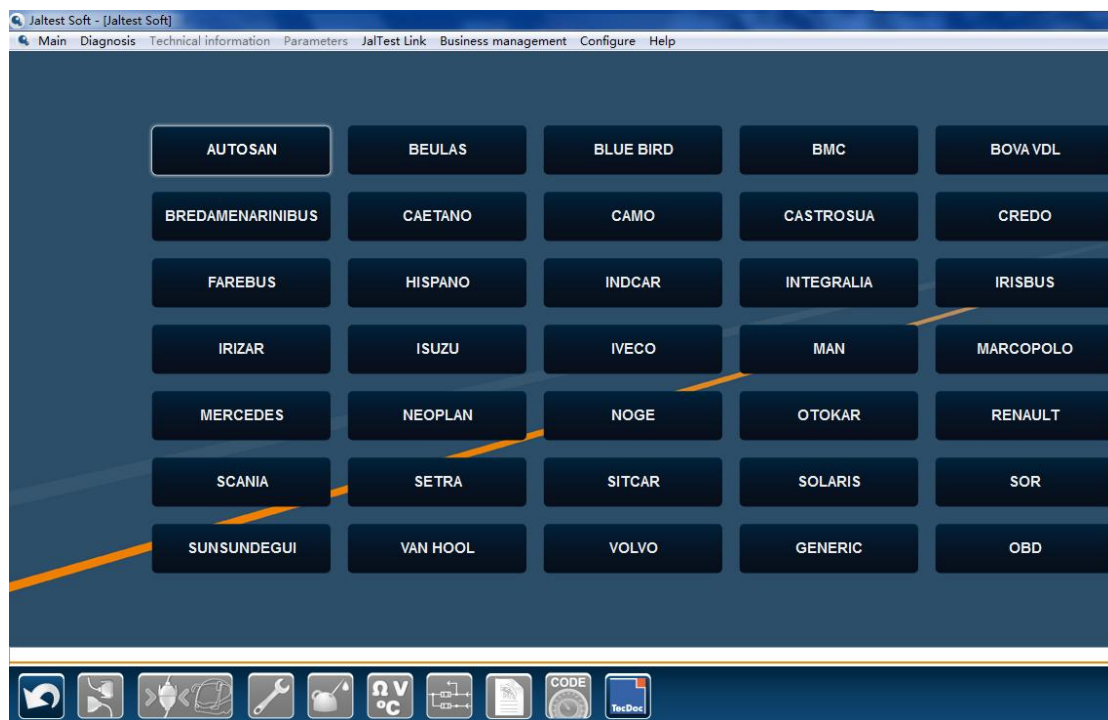 Jaltest Soft - [Jaltest Soft]
Main Diagnosis Technical information Parameters JalTest Link Business management Configure Help
AUTOSAN BEULAS BLUE BIRD BMC BOVA VDL
BREDAMENARINIBUS CAETANO CAMO CASTROSUA CREDO
FAREBUS HISPANO INDCAR INTEGRALIA IRISBUS
IRIZAR ISUZU IVECO MAN MARCOPOLO
MERCEDES NEOPLAN NOGE OTOKAR RENAULT
SCANIA SETRA SITCAR SOLARIS SOR
SUNSUNDEGUI VAN HOOL VOLVO GENERIC OBD
Ω V CODE
ºC TecDoc